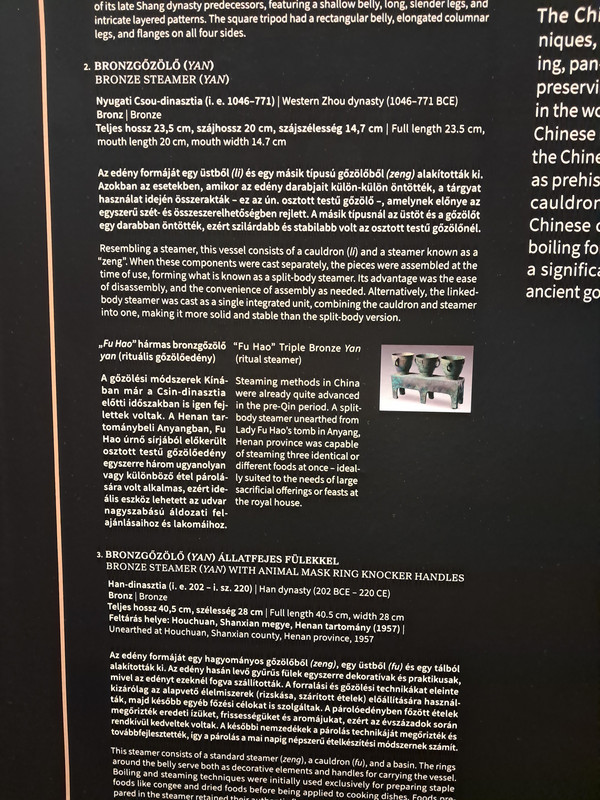 of its late Shang dynasty predecessors, featuring a shallow belly, long, slender legs, and
intricate layered patterns. The square tripod had a rectangular belly, elongated columnar
legs, and flanges on all four sides.
2. BRONZGŐZÖLŐ (YAN)
BRONZE STEAMER (YAN)
Nyugati Csou-dinasztia (i. e. 1046–771) | Western Zhou dynasty (1046–771 BCE)
Bronz | Bronze
Teljes hossz 23,5 cm, szájhossz 20 cm, szájszélesség 14,7 cm | Full length 23.5 cm,
mouth length 20 cm, mouth width 14.7 cm
Az edény formáját egy üstből (li) és egy másik típusú gőzölőből (zeng) alakították ki.
Azokban az esetekben, amikor az edény darabjait külön-külön öntötték, a tárgyat
használat idején összerakták – ez az ún. osztott testű gőzölő –, amelynek előnye az
egyszerű szét- és összeszerelhetőségben rejlett. A másik típusnál az üstöt és a gőzölőt
egy darabban öntötték, ezért szilárdabb és stabilabb volt az osztott testű gőzölőnél.
Resembling a steamer, this vessel consists of a cauldron (li) and a steamer known as a
"zeng". When these components were cast separately, the pieces were assembled at the
time of use, forming what is known as a split-body steamer. Its advantage was the ease
of disassembly, and the convenience of assembly as needed. Alternatively, the linked-
body steamer was cast as a single integrated unit, combining the cauldron and steamer
into one, making it more solid and stable than the split-body version.
„Fu Hao” hármas bronzgőzölő
yan (rituális gőzölőedény)
A gőzölési módszerek Kíná-
ban már a Csin-dinasztia
előtti időszakban is igen fej-
lettek voltak. A Henan tar-
tománybeli Anyangban, Fu
Hao úrnő sírjából előkerült
osztott testű gőzölőedény
egyszerre három ugyanolyan
vagy különböző étel párolá-
sára volt alkalmas, ezért ide-
ális eszköz lehetett az udvar
nagyszabású áldozati fel-
ajánlásaihoz és lakomáihoz.
"Fu Hao" Triple Bronze Yan
(ritual steamer)
Steaming methods in China
were already quite advanced
in the pre-Qin period. A split-
body steamer unearthed from
Lady Fu Hao's tomb in Anyang,
Henan province was capable
of steaming three identical or
different foods at once – ideal-
ly suited to the needs of large
sacrificial offerings or feasts at
the royal house.
3. BRONZGŐZÖLŐ (YAN) ÁLLATFEJES FÜLEKKEL
BRONZE STEAMER (YAN) WITH ANIMAL MASK RING KNOCKER HANDLES
Han-dinasztia (i. e. 202 – i. sz. 220) | Han dynasty (202 BCE – 220 CE)
Bronz | Bronze
Teljes hossz 40,5 cm, szélesség 28 cm | Full length 40.5 cm, width 28 cm
Feltárás helye: Houchuan, Shanxian megye, Henan tartomány (1957) |
Unearthed at Houchuan, Shanxian county, Henan province, 1957
Az edény formáját egy hagyományos gőzölőből (zeng), egy üstből (fu) és egy tálból
alakították ki. Az edény hasán levő gyűrűs fülek egyszerre dekoratívak és praktikusak,
mivel az edényt ezeknél fogva szállították. A forralási és gőzölési technikákat eleinte
kizárólag az alapvető élelmiszerek (rizskása, szárított ételek) előállítására használ-
ták, majd később egyéb főzési célokat is szolgáltak. A párolóedényben főzött ételek
megőrizték eredeti ízüket, frissességüket és aromájukat, ezért az évszázadok során
rendkívül kedveltek voltak. A későbbi nemzedékek a párolás technikáját megőrizték és
továbbfejlesztették, így a párolás a mai napig népszerű ételkészítési módszernek számít.
This steamer consists of a standard steamer (zeng), a cauldron (fu), and a basin. The rings
around the belly serve both as decorative elements and handles for carrying the vessel.
Boiling and steaming techniques were initially used exclusively for preparing staple
foods like congee and dried foods before being applied to cooking dishes. Foods pre-
pared in the steamer retained their
The Chi
niques,
ing, pan-
preservi
in the wo
Chinese
the Chine
as prehis
cauldron
Chinese c
boiling fo
a significa
ancient go